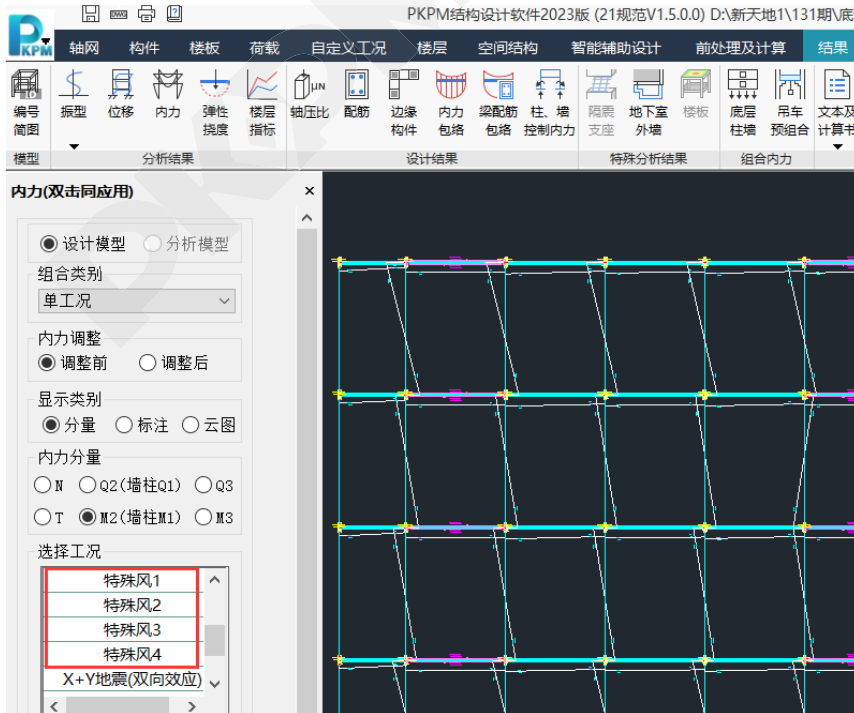 PKPM结构设计软件2023版 (21规范V1.5.0.0) D:\新天地1\131期\底
PKPM 轴网 构件 楼板 荷载 自定义工况 楼层 空间结构 智能辅助设计 前处理及计算 结果
编号简图 振型 位移 内力 弹性挠度 楼层指标 轴压比 配筋 边缘构件 内力包络 梁配筋包络 柱、墙控制内力 隔震支座 地下室外墙 楼板 底层柱墙 吊车预组合 文本及计算书
模型 分析结果 设计结果 特殊分析结果 组合内力
内力(双击同应用) ×
设计模型 分析模型
组合类别
单工况
内力调整
调整前 调整后
显示类别
分量 标注 云图
内力分量
N Q2(墙柱Q1) Q3
T M2(墙柱M1) M3
选择工况
特殊风1
特殊风2
特殊风3
特殊风4
X+Y地震(双向效应)